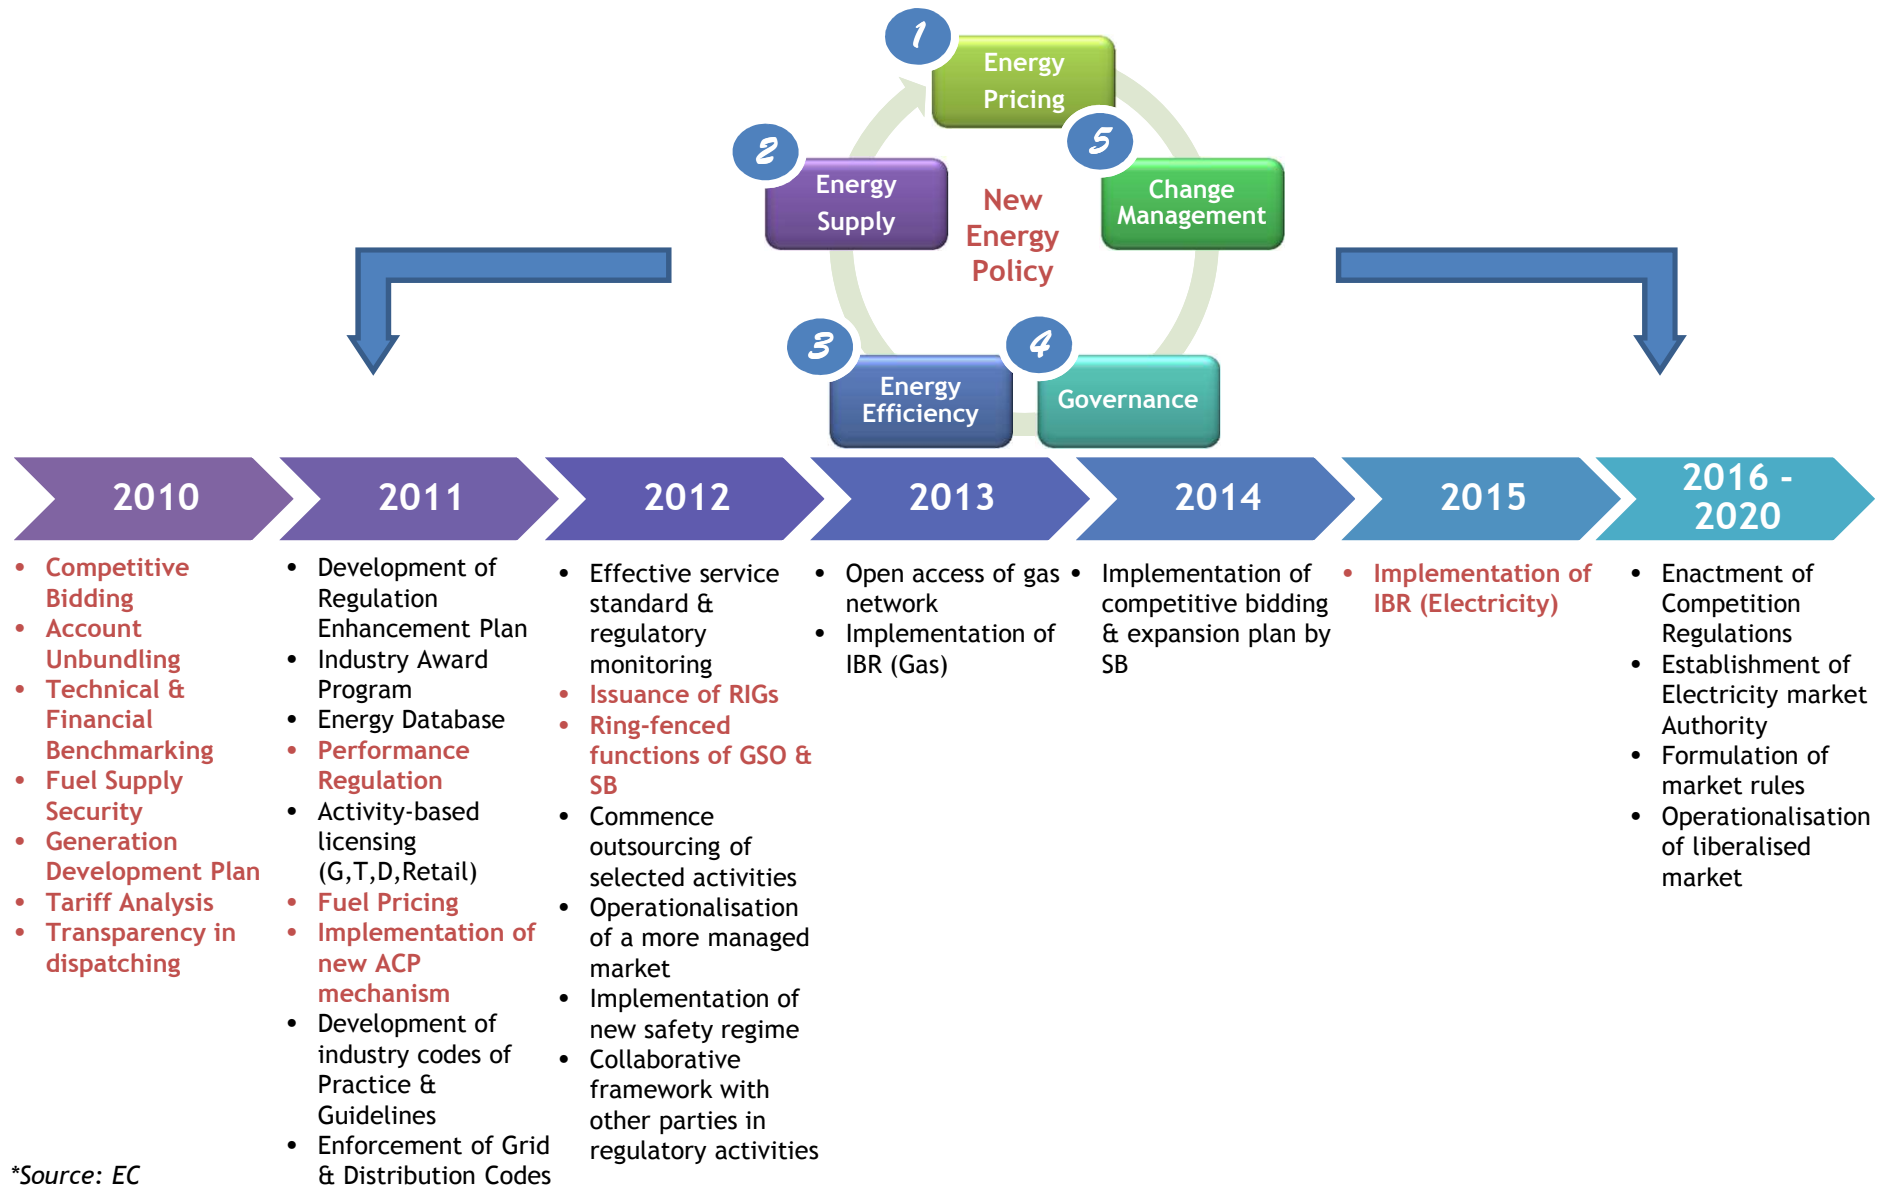 1
Energy
Pricing
5
2
Energy
Supply
Change
Management
New
Energy
Policy
3
Energy
Efficiency
4
Governance
2010
2011
2012
2013
2014
2015
2016 -
2020
• Competitive
Bidding
• Account
Unbundling
• Technical &
Financial
Benchmarking
• Fuel Supply
Security
• Generation
Development Plan
• Tariff Analysis
• Transparency in
dispatching
• Development of
Regulation
Enhancement Plan
• Industry Award
Program
• Energy Database
• Performance
Regulation
• Activity-based
licensing
(G,T,D,Retail)
• Fuel Pricing
• Implementation of
new ACP
mechanism
• Development of
industry codes of
Practice &
Guidelines
• Enforcement of Grid
& Distribution Codes
• Effective service
standard &
regulatory
monitoring
• Issuance of RIGs
• Ring-fenced
functions of GSO &
SB
• Commence
outsourcing of
selected activities
• Operationalisation
of a more managed
market
• Implementation of
new safety regime
• Collaborative
framework with
other parties in
regulatory activities
• Open access of gas
network
• Implementation of
IBR (Gas)
• Implementation of
competitive bidding
& expansion plan by
SB
• Implementation of
IBR (Electricity)
• Enactment of
Competition
Regulations
• Establishment of
Electricity market
Authority
• Formulation of
market rules
• Operationalisation
of liberalised
market
*Source: EC